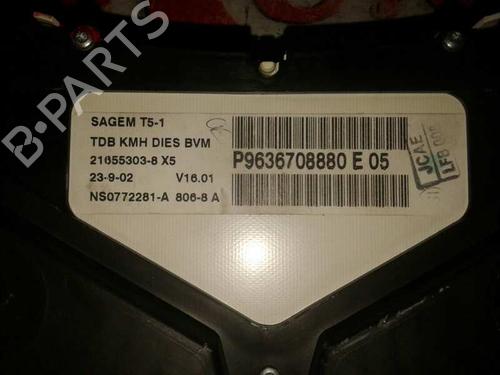 B-PARTS
SAGEM T5-1
TDB KMH DIES BVM
21655303-8 X5
23-9-02 V16.01
NS0772281-A 806-8 A
P9636708880 E 05
JCAE